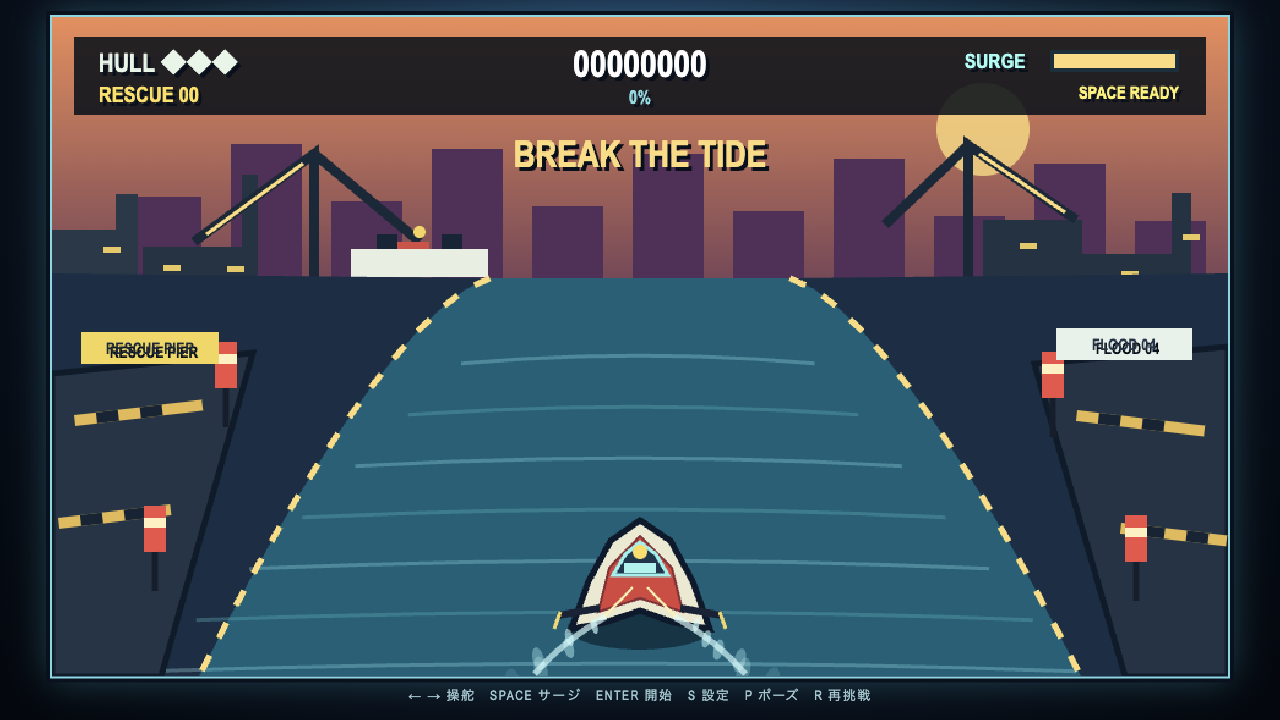 HULL
00000000
SURGE
RESCUE 00
0%
SPACE READY
BREAK THE TIDE
RESCUE PIER
FLOOD 04
← → 操舵 SPACE サージ ENTER 開始 S 設定 P ポーズ R 再挑戦